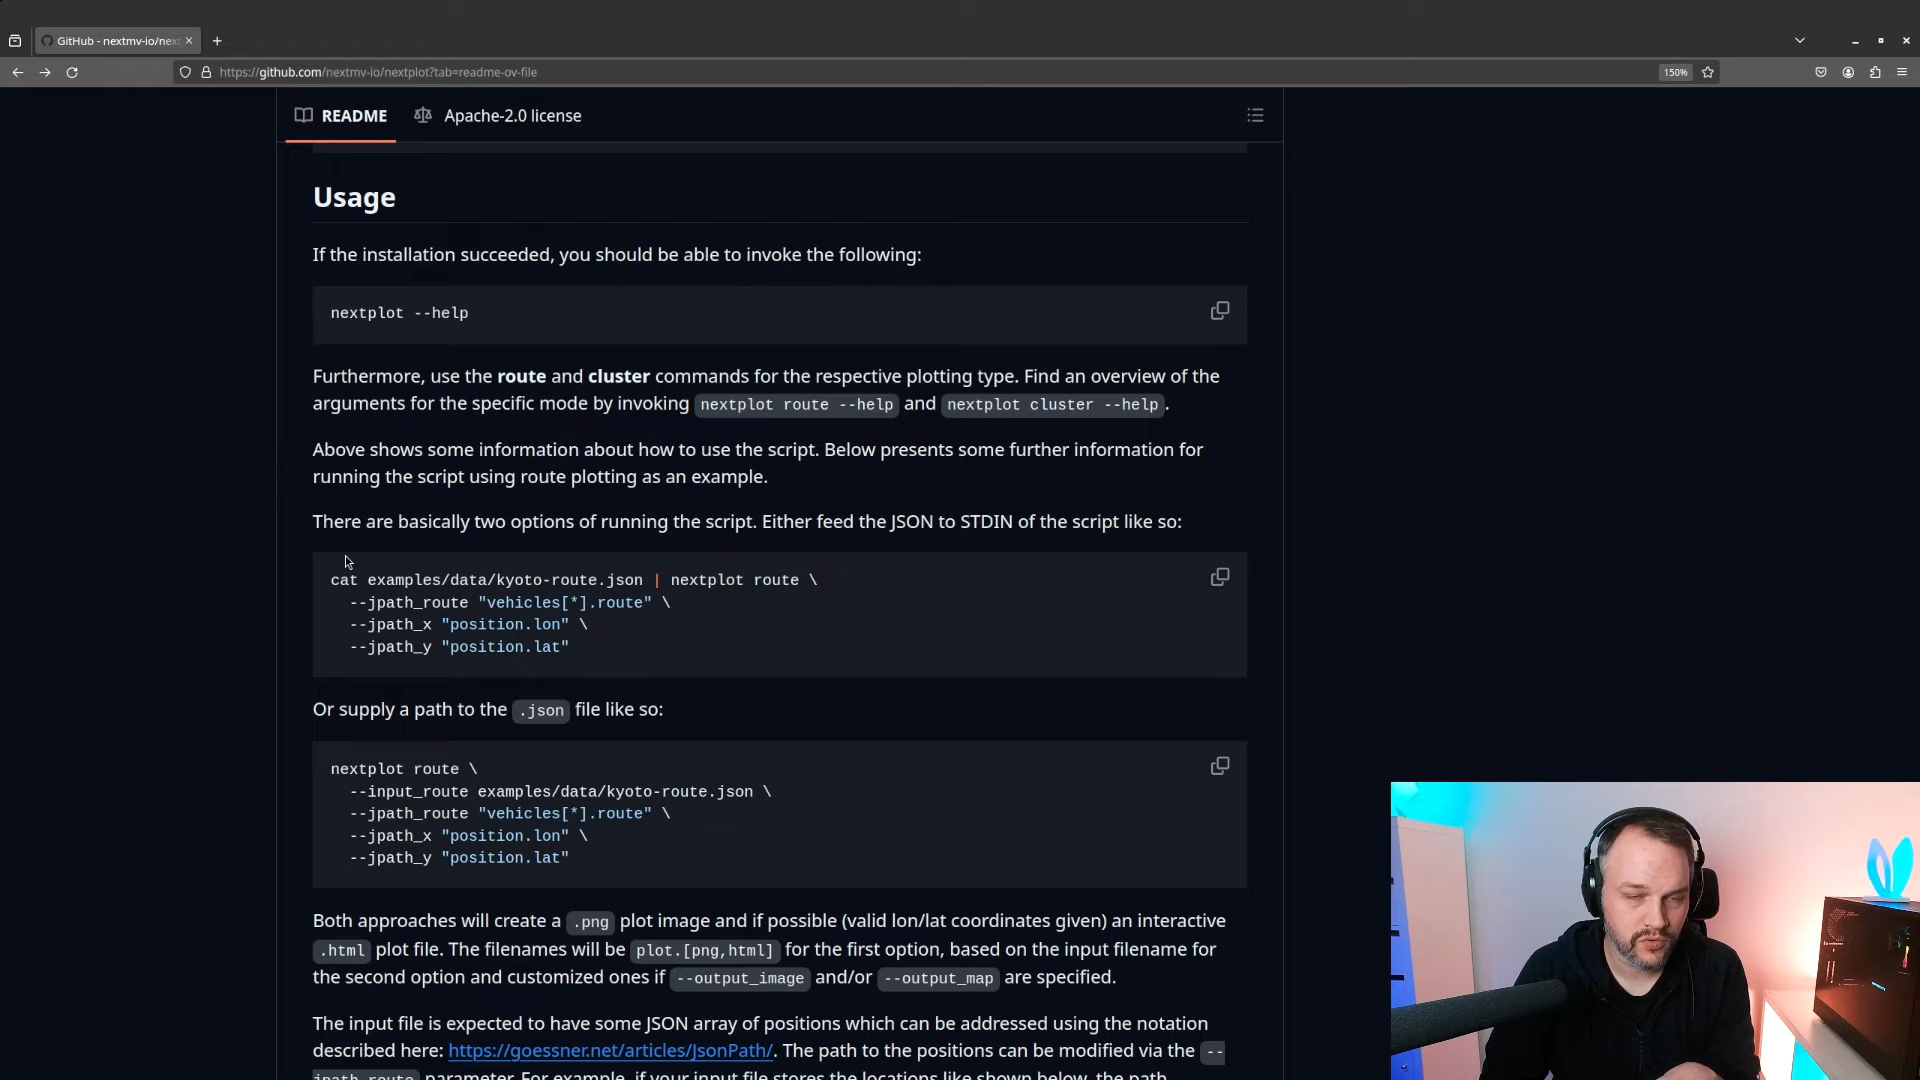 GitHub - nextmv-io/nex
https://github.com/nextmv-io/nextplot?tab=readme-ov-file
150%
README
Apache-2.0 license
Usage
If the installation succeeded, you should be able to invoke the following:
nextplot --help
Furthermore, use the route and cluster commands for the respective plotting type. Find an overview of the
arguments for the specific mode by invoking nextplot route --help and nextplot cluster --help.
Above shows some information about how to use the script. Below presents some further information for
running the script using route plotting as an example.
There are basically two options of running the script. Either feed the JSON to STDIN of the script like so:
cat examples/data/kyoto-route.json | nextplot route \
--jpath_route "vehicles[*].route" \
--jpath_x "position.lon" \
--jpath_y "position.lat"
Or supply a path to the .json file like so:
nextplot route \
--input_route examples/data/kyoto-route.json \
--jpath_route "vehicles[*].route" \
--jpath_x "position.lon" \
--jpath_y "position.lat"
Both approaches will create a .png plot image and if possible (valid lon/lat coordinates given) an interactive
.html plot file. The filenames will be plot.[png,html] for the first option, based on the input filename for
the second option and customized ones if --output_image and/or --output_map are specified.
The input file is expected to have some JSON array of positions which can be addressed using the notation
described here: https://goessner.net/articles/JsonPath/. The path to the positions can be modified via the --
jpath_route parameter. For example, if your input file stores the locations like shown below, the path